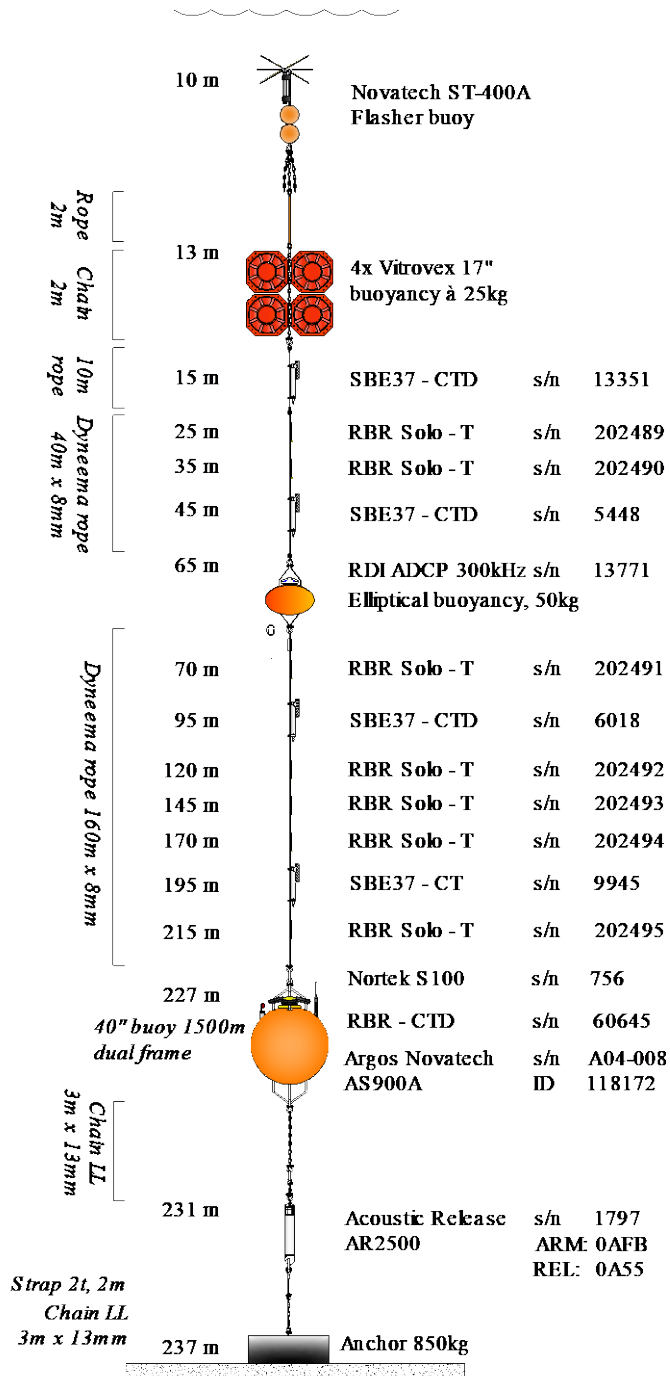 10 m
Novatech ST-400A
Flasher buoy
Rope
2m
13 m
4x Vitrovex 17"
buoyancy à 25kg
Chain
2m
10m
rope
15 m SBE37 - CTD s/n 13351
Dyneema rope
40m x 8mm
25 m RBR Solo - T s/n 202489
35 m RBR Solo - T s/n 202490
45 m SBE37 - CTD s/n 5448
65 m RDI ADCP 300kHz s/n 13771
Elliptical buoyancy, 50kg
Dyneema rope 160m x 8mm
70 m RBR Solo - T s/n 202491
95 m SBE37 - CTD s/n 6018
120 m RBR Solo - T s/n 202492
145 m RBR Solo - T s/n 202493
170 m RBR Solo - T s/n 202494
195 m SBE37 - CT s/n 9945
215 m RBR Solo - T s/n 202495
Nortek S100 s/n 756
227 m
40" buoy 1500m
dual frame
RBR - CTD s/n 60645
Argos Novatech s/n A04-008
AS900A ID 118172
Chain LL
3m x 13mm
231 m
Acoustic Release s/n 1797
AR2500 ARM: 0AFB
REL: 0A55
Strap 2t, 2m
Chain LL
3m x 13mm
237 m Anchor 850kg